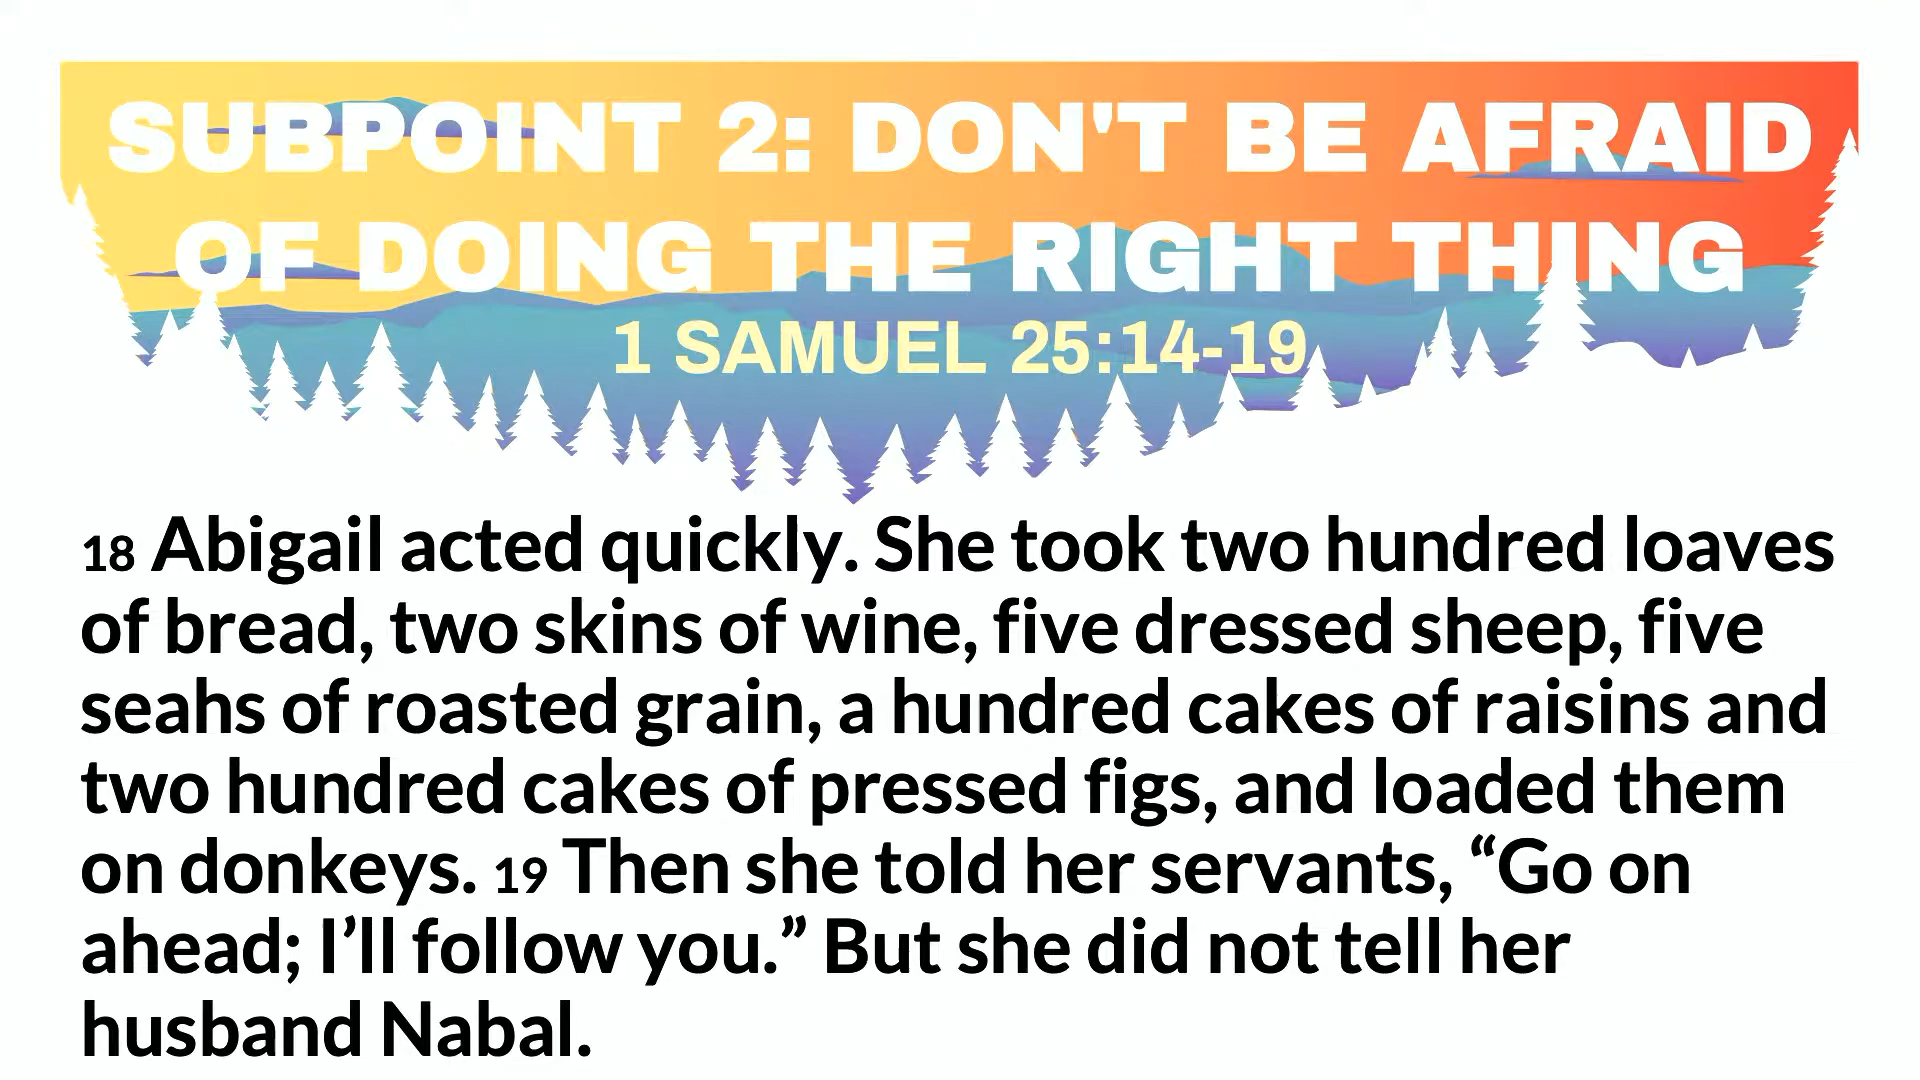 SUBPOINT 2: DON'T BE AFRAID
OF DOING THE RIGHT THING
1 SAMUEL 25:14-19
18 Abigail acted quickly. She took two hundred loaves
of bread, two skins of wine, five dressed sheep, five
seahs of roasted grain, a hundred cakes of raisins and
two hundred cakes of pressed figs, and loaded them
on donkeys. 19 Then she told her servants, “Go on
ahead; I’ll follow you.” But she did not tell her
husband Nabal.